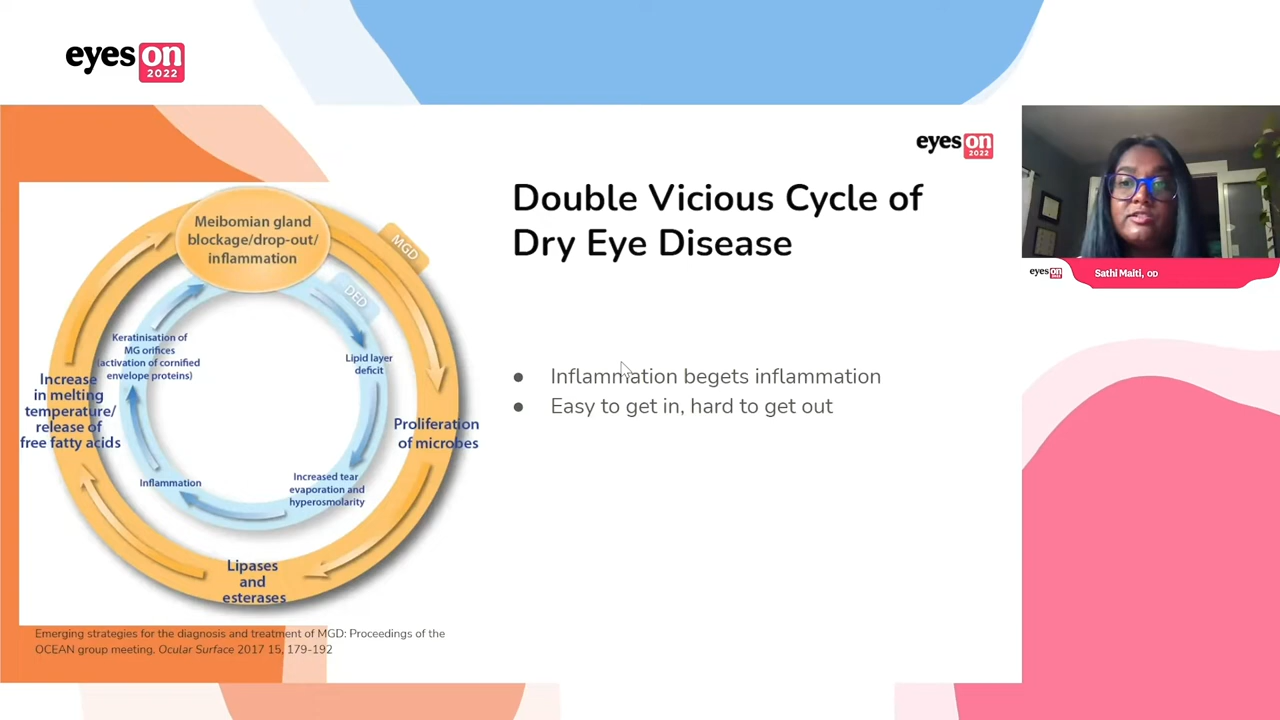 eyes on
2022
eyes on
2022
Double Vicious Cycle of
Dry Eye Disease
Inflammation begets inflammation
Easy to get in, hard to get out
Meibomian gland
blockage/drop-out/
inflammation
MGD
DED
Lipid layer
deficit
Proliferation
of microbes
Increased tear
evaporation and
hyperosmolarity
Lipases
and
esterases
Inflammation
Increase
in melting
temperature/
release of
free fatty acids
Keratinisation of
MG orifices
(activation of cornified
envelope proteins)
Emerging strategies for the diagnosis and treatment of MGD: Proceedings of the
OCEAN group meeting. Ocular Surface 2017 15, 179-192
eyes on
2022
Sathi Maiti, OD